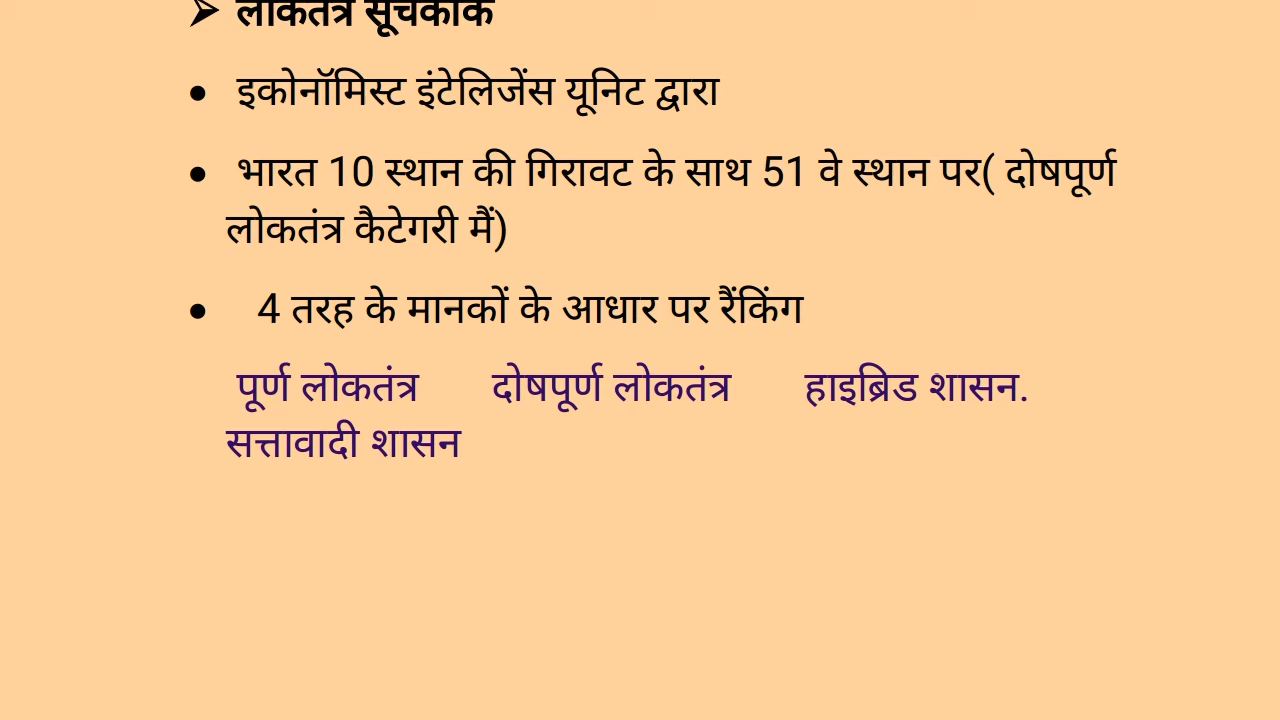 ➢ लोकतंत्र सूचकांक
• इकोनॉमिस्ट इंटेलिजेंस यूनिट द्वारा
• भारत 10 स्थान की गिरावट के साथ 51 वे स्थान पर( दोषपूर्ण
लोकतंत्र कैटेगरी मैं)
• 4 तरह के मानकों के आधार पर रैंकिंग
पूर्ण लोकतंत्र दोषपूर्ण लोकतंत्र हाइब्रिड शासन.
सत्तावादी शासन